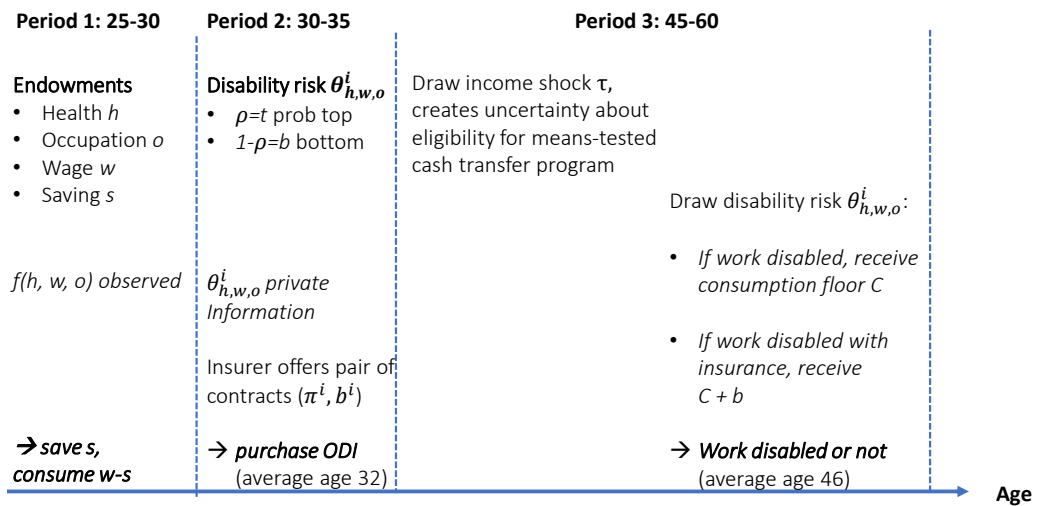 Period 1: 25-30
Period 2: 30-35
Period 3: 45-60
Endowments
• Health h
• Occupation o
• Wage w
• Saving s
f(h, w, o) observed
→ save s,
consume w-s
Disability risk θ^i_{h,w,o}
• ρ=t prob top
• 1-ρ=b bottom
θ^i_{h,w,o} private
Information
Insurer offers pair of
contracts (π^i, b^i)
→ purchase ODI
(average age 32)
Draw income shock τ,
creates uncertainty about
eligibility for means-tested
cash transfer program
Draw disability risk θ^i_{h,w,o}:
• If work disabled, receive
consumption floor C
• If work disabled with
insurance, receive
C + b
→ Work disabled or not
(average age 46)
Age